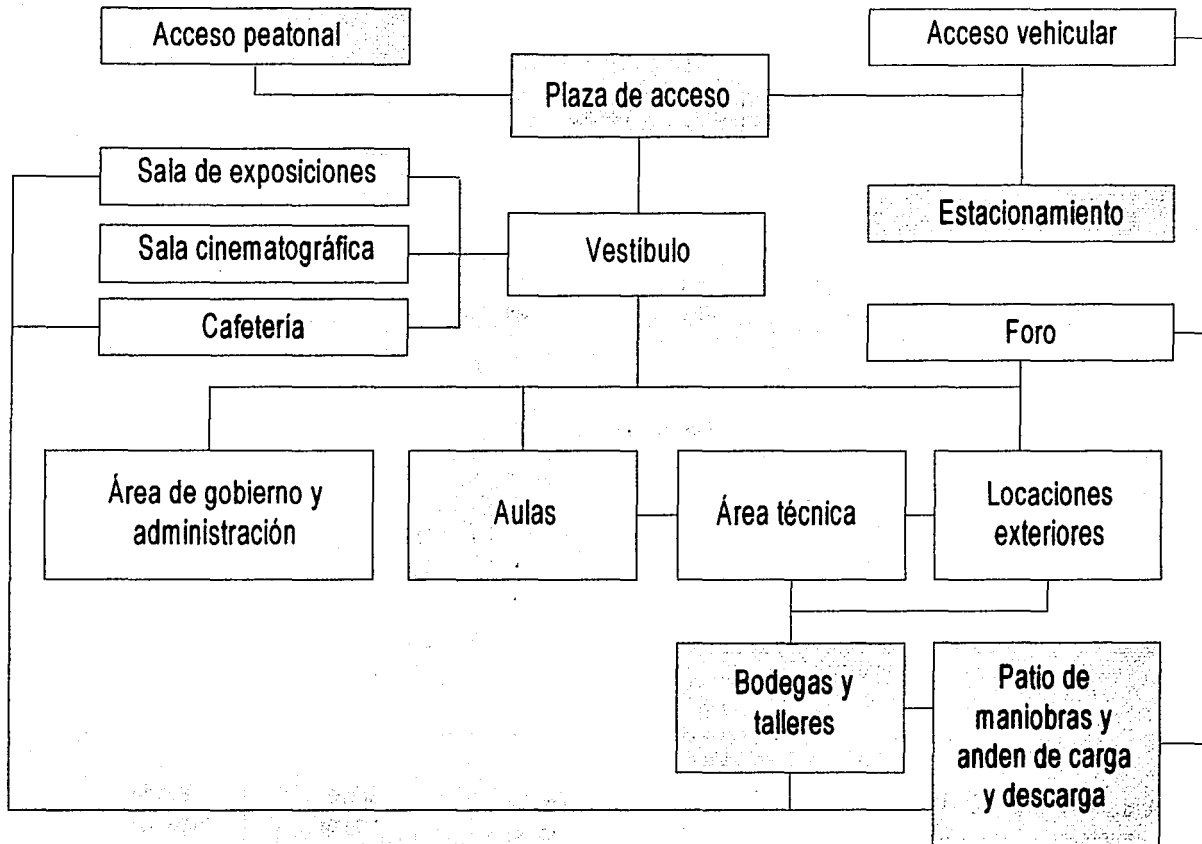 Acceso peatonal
Acceso vehicular
Plaza de acceso
Sala de exposiciones
Estacionamiento
Sala cinematográfica
Vestíbulo
Cafetería
Foro
Área de gobierno y
administración
Aulas
Área técnica
Locaciones
exteriores
Bodegas y
talleres
Patio de
maniobras y
anden de carga
y descarga